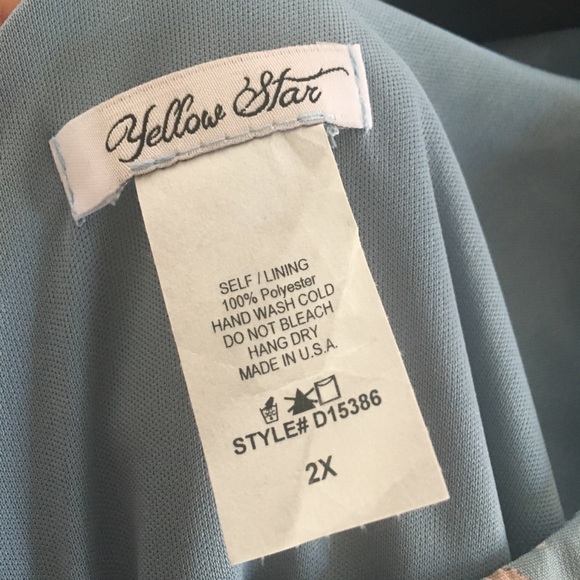 Yellow Star
SELF / LINING
100% Polyester
HAND WASH COLD
DO NOT BLEACH
HANG DRY
MADE IN U.S.A.
STYLE# D15386
2X